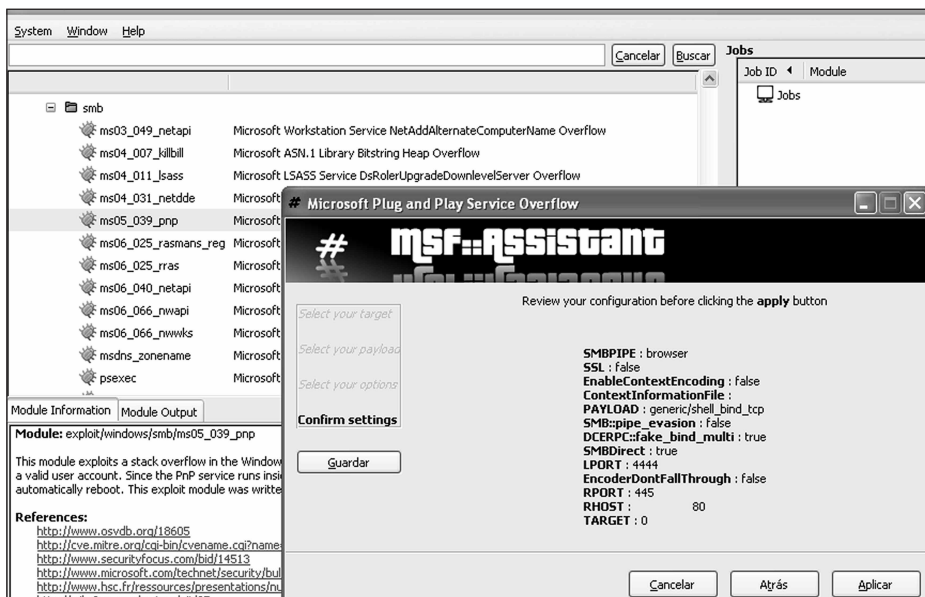 System Window Help
Cancelar Buscar
Jobs
Job ID Module
Jobs
smb
ms03_049_netapi Microsoft Workstation Service NetAddAlternateComputerName Overflow
ms04_007_killbill Microsoft ASN.1 Library Bitstring Heap Overflow
ms04_011_lsass Microsoft LSASS Service DsRolerUpgradeDownlevelServer Overflow
ms04_031_netdde Microsoft
ms05_039_pnp Microsoft
ms06_025_rasmans_reg Microsoft
ms06_025_rras Microsoft
ms06_040_netapi Microsoft
ms06_066_nwapi Microsoft
ms06_066_nwwks Microsoft
msdns_zonename Microsoft
psexec Microsoft
Module Information Module Output
Module: exploit/windows/smb/ms05_039_pnp
This module exploits a stack overflow in the Window
a valid user account. Since the PnP service runs insi
automatically reboot. This exploit module was writte
References:
http://www.osvdb.org/18605
http://cve.mitre.org/cgi-bin/cvename.cgi?name=
http://www.securityfocus.com/bid/14513
http://www.microsoft.com/technet/security/bul
http://www.hsc.fr/ressources/presentations/nu
# Microsoft Plug and Play Service Overflow
# msf::Assistant
Select your target
Select your payload
Select your options
Confirm settings
Guardar
Review your configuration before clicking the apply button
SMBPIPE : browser
SSL : false
EnableContextEncoding : false
ContextInformationFile :
PAYLOAD : generic/shell_bind_tcp
SMB::pipe_evasion : false
DCERPC::fake_bind_multi : true
SMBDirect : true
LPORT : 4444
EncoderDontFallThrough : false
RPORT : 445
RHOST : 80
TARGET : 0
Cancelar Atrás Aplicar